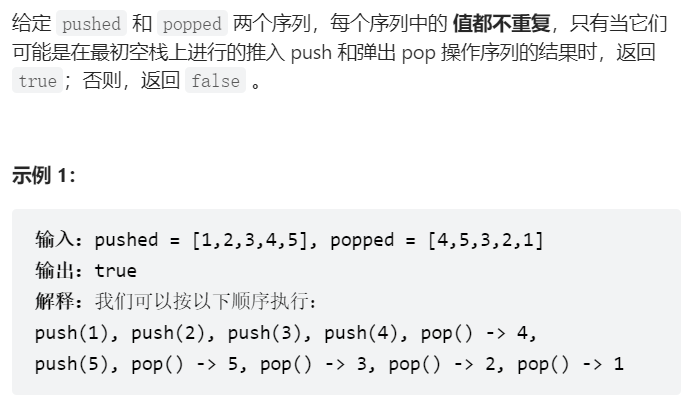 给定 pushed 和 popped 两个序列，每个序列中的 值都不重复，只有当它们
可能是在最初空栈上进行的推入 push 和弹出 pop 操作序列的结果时，返回
true；否则，返回 false 。
示例 1：
输入：pushed = [1,2,3,4,5], popped = [4,5,3,2,1]
输出：true
解释：我们可以按以下顺序执行：
push(1), push(2), push(3), push(4), pop() -> 4,
push(5), pop() -> 5, pop() -> 3, pop() -> 2, pop() -> 1